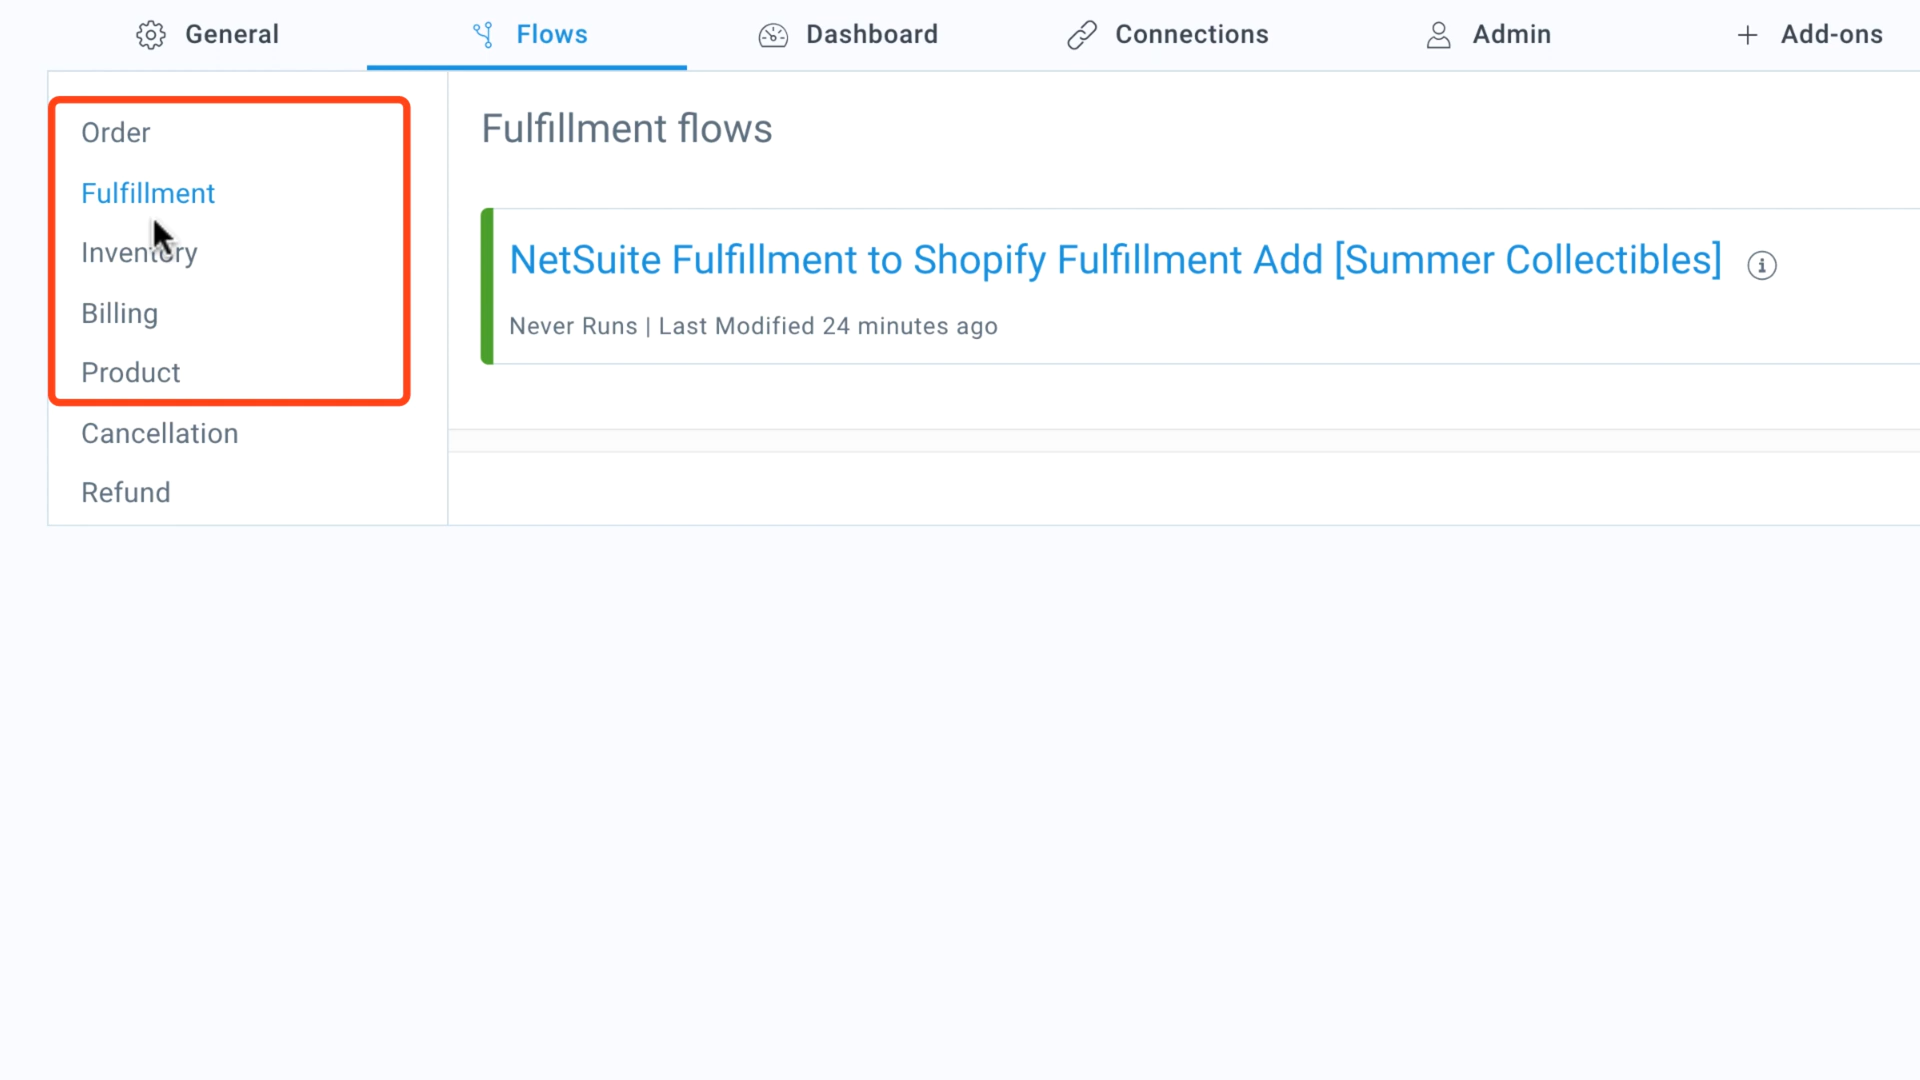 General Flows Dashboard Connections Admin Add-ons
Order
Fulfillment
Inventory
Billing
Product
Cancellation
Refund
Fulfillment flows
NetSuite Fulfillment to Shopify Fulfillment Add [Summer Collectibles]
Never Runs | Last Modified 24 minutes ago